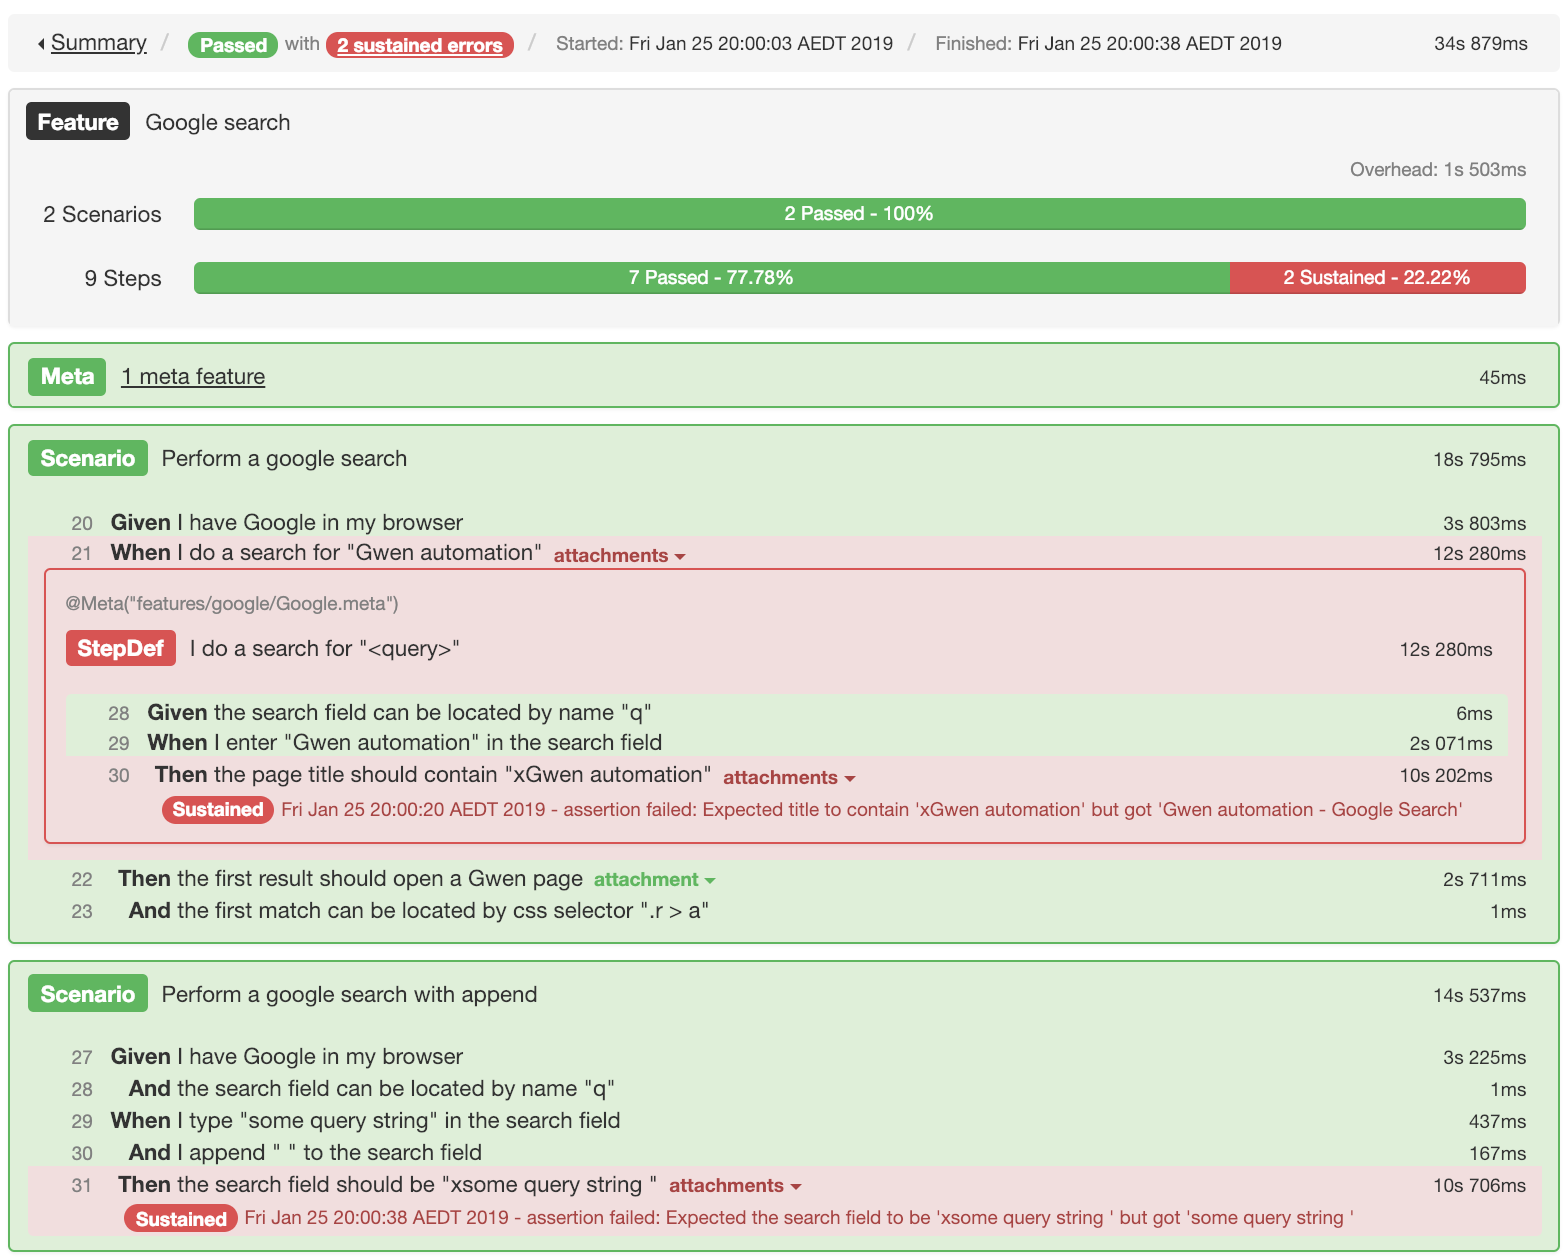 Summary / Passed with 2 sustained errors / Started: Fri Jan 25 20:00:03 AEDT 2019 / Finished: Fri Jan 25 20:00:38 AEDT 2019 34s 879ms
Feature Google search
Overhead: 1s 503ms
2 Scenarios 2 Passed - 100%
9 Steps 7 Passed - 77.78% 2 Sustained - 22.22%
Meta 1 meta feature 45ms
Scenario Perform a google search 18s 795ms
20 Given I have Google in my browser 3s 803ms
21 When I do a search for "Gwen automation" attachments 12s 280ms
@Meta("features/google/Google.meta")
StepDef I do a search for "<query>" 12s 280ms
28 Given the search field can be located by name "q" 6ms
29 When I enter "Gwen automation" in the search field 2s 071ms
30 Then the page title should contain "xGwen automation" attachments 10s 202ms
Sustained Fri Jan 25 20:00:20 AEDT 2019 - assertion failed: Expected title to contain 'xGwen automation' but got 'Gwen automation - Google Search'
22 Then the first result should open a Gwen page attachment 2s 711ms
23 And the first match can be located by css selector ".r > a" 1ms
Scenario Perform a google search with append 14s 537ms
27 Given I have Google in my browser 3s 225ms
28 And the search field can be located by name "q" 1ms
29 When I type "some query string" in the search field 437ms
30 And I append " " to the search field 167ms
31 Then the search field should be "xsome query string " attachments 10s 706ms
Sustained Fri Jan 25 20:00:38 AEDT 2019 - assertion failed: Expected the search field to be 'xsome query string ' but got 'some query string '